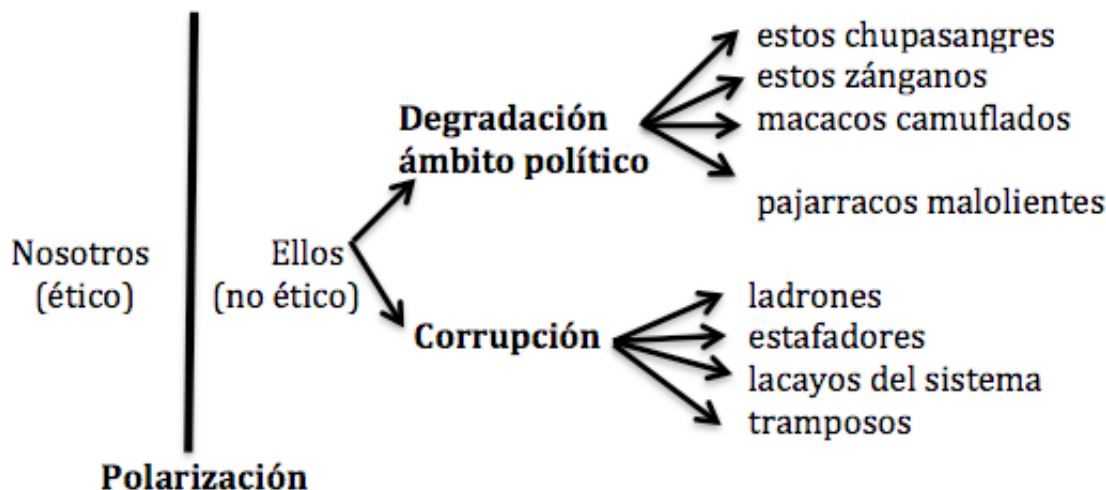 Nosotros
(ético)
Ellos
(no ético)
Degradación
ámbito político
estos chupasangres
estos zánganos
macacos camuflados
pajarracos malolientes
Corrupción
ladrones
estafadores
lacayos del sistema
tramposos
Polarización